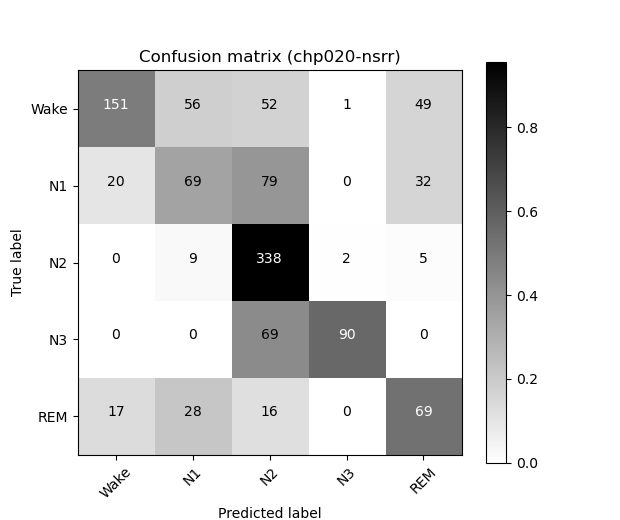 Confusion matrix (chp020-nsrr)
True label
Wake 151 56 52 1 49
N1 20 69 79 0 32
N2 0 9 338 2 5
N3 0 0 69 90 0
REM 17 28 16 0 69
Wake N1 N2 N3 REM
Predicted label
0.8
0.6
0.4
0.2
0.0